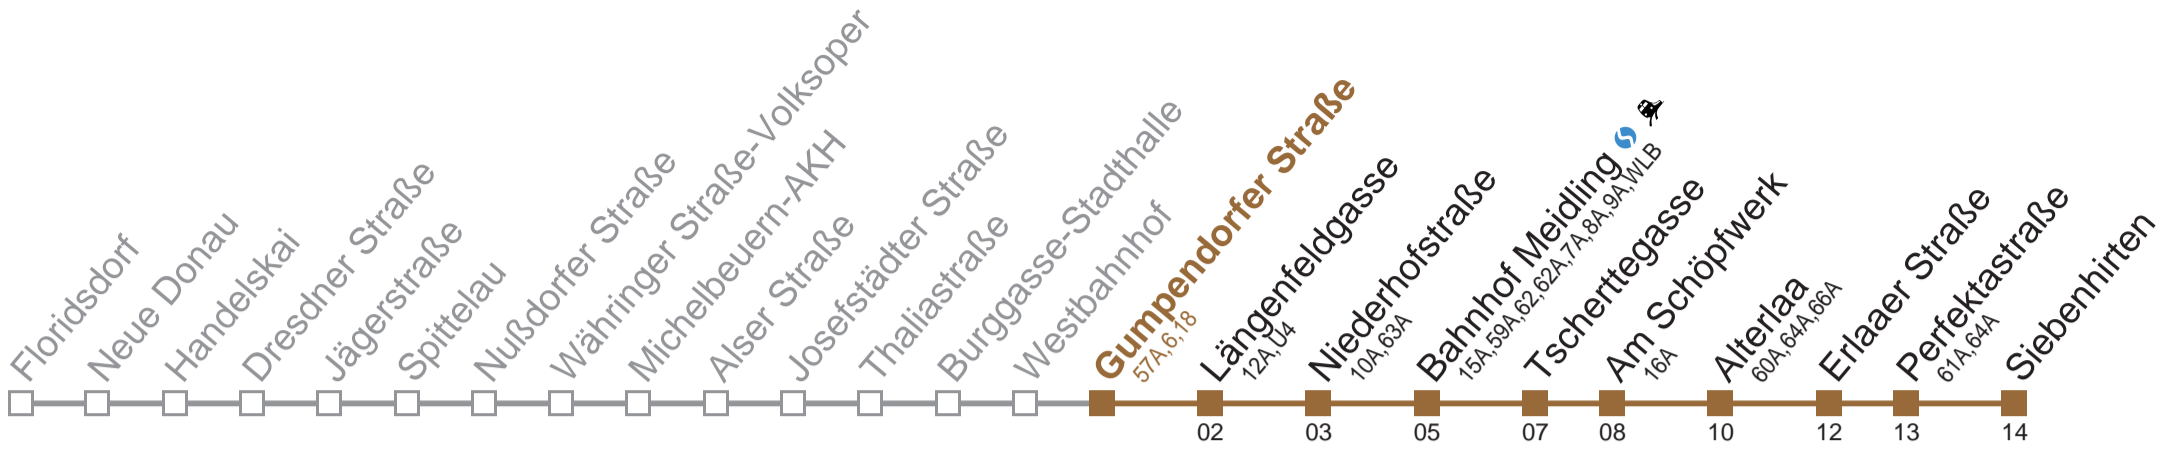 Floridsdorf
Neue Donau
Handelskai
Dresdner Straße
Jägerstraße
Spittelau
Nußdorfer Straße
Währinger Straße-Volksoper
Michelbeuern-AKH
Alser Straße
Josefstädter Straße
Thaliastraße
Burggasse-Stadthalle
Westbahnhof
Gumpendorfer Straße
57A,6,18
Längenfeldgasse
12A,U4
Niederhofstraße
10A,63A
Bahnhof Meidling
15A,59A,62,62A,7A,8A,9A,WLB
Tscherttegasse
Am Schöpfwerk
16A
Alterlaa
60A,64A,66A
Erlaaer Straße
Perfektastraße
61A,64A
Siebenhirten
02 03 05 07 08 10 12 13 14